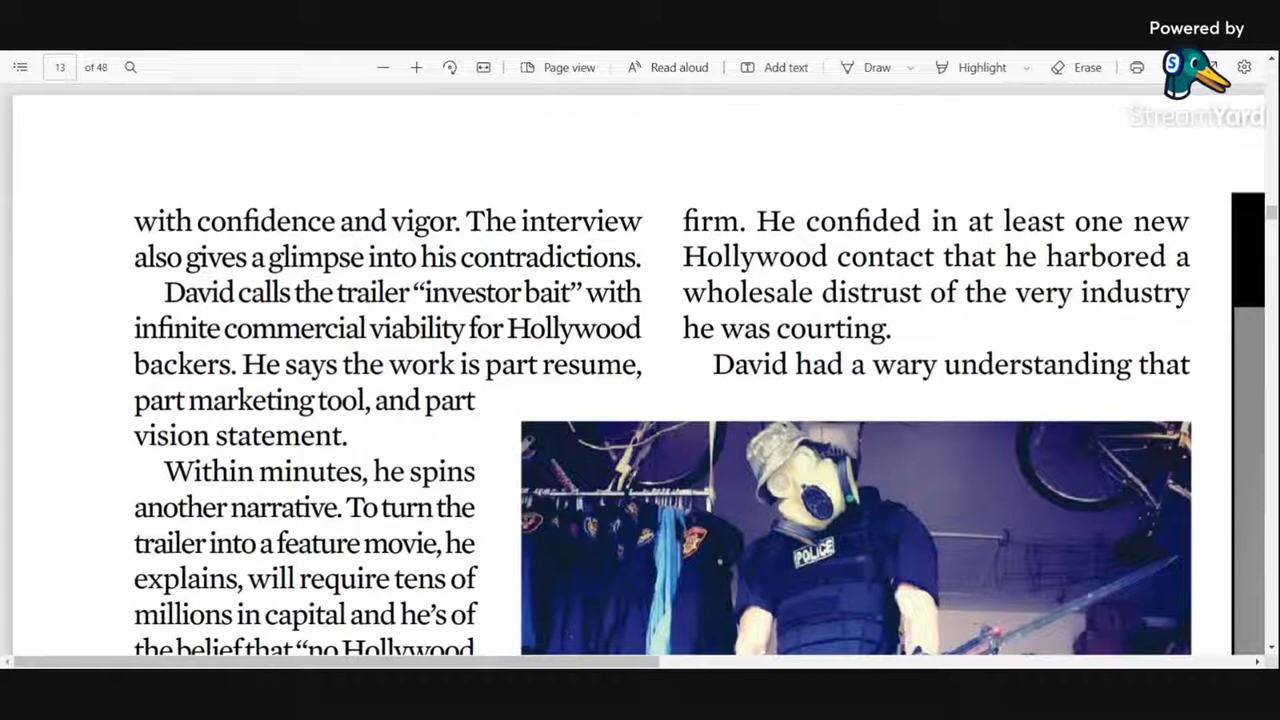 Powered by
13 of 48
Page view
Read aloud
Add text
Draw
Highlight
Erase
StreamYard
with confidence and vigor. The interview
also gives a glimpse into his contradictions.
David calls the trailer “investor bait” with
infinite commercial viability for Hollywood
backers. He says the work is part resume,
part marketing tool, and part
vision statement.
Within minutes, he spins
another narrative. To turn the
trailer into a feature movie, he
explains, will require tens of
millions in capital and he’s of
the belief that “no Hollywood
firm. He confided in at least one new
Hollywood contact that he harbored a
wholesale distrust of the very industry
he was courting.
David had a wary understanding that
POLICE